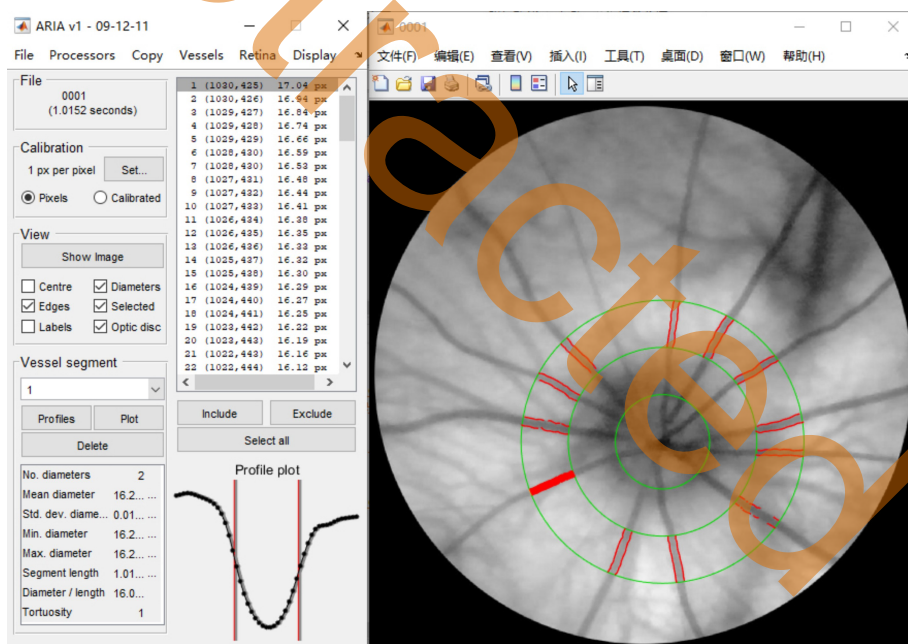 ARIA v1 - 09-12-11
File Processors Copy Vessels Retina Display
File
0001
(1.0152 seconds)
Calibration
1 px per pixel Set...
Pixels Calibrated
View
Show Image
Centre Diameters
Edges Selected
Labels Optic disc
Vessel segment
1
Profiles Plot
Delete
No. diameters 2
Mean diameter 16.2... ...
Std. dev. diame... 0.01... ...
Min. diameter 16.2... ...
Max. diameter 16.2... ...
Segment length 1.01... ...
Diameter / length 16.0...
Tortuosity 1
1 (1030,425) 17.04 px
2 (1030,426) 16.94 px
3 (1029,427) 16.84 px
4 (1029,428) 16.74 px
5 (1029,429) 16.66 px
6 (1028,430) 16.59 px
7 (1028,430) 16.53 px
8 (1027,431) 16.48 px
9 (1027,432) 16.44 px
10 (1027,433) 16.41 px
11 (1026,434) 16.38 px
12 (1026,435) 16.35 px
13 (1026,436) 16.33 px
14 (1025,437) 16.32 px
15 (1025,438) 16.30 px
16 (1024,439) 16.29 px
17 (1024,440) 16.27 px
18 (1024,441) 16.25 px
19 (1023,442) 16.22 px
20 (1023,443) 16.19 px
21 (1022,443) 16.16 px
22 (1022,444) 16.12 px
Include Exclude
Select all
Profile plot
0001
文件(F) 编辑(E) 查看(V) 插入(I) 工具(T) 桌面(D) 窗口(W) 帮助(H)